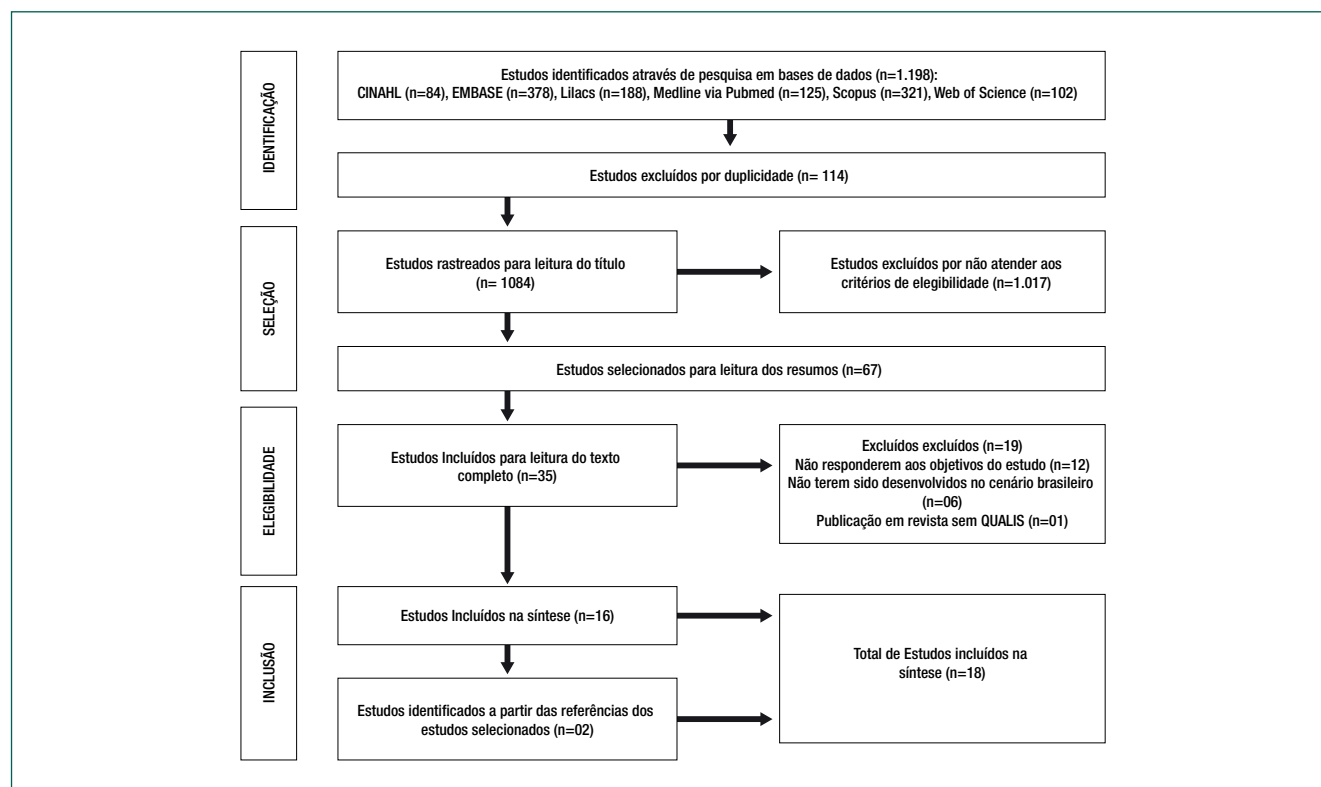 IDENTIFICAÇÃO
Estudos identificados através de pesquisa em bases de dados (n=1.198):
CINAHL (n=84), EMBASE (n=378), Lilacs (n=188), Medline via Pubmed (n=125), Scopus (n=321), Web of Science (n=102)
Estudos excluídos por duplicidade (n= 114)
SELEÇÃO
Estudos rastreados para leitura do título
(n= 1084)
Estudos excluídos por não atender aos
critérios de elegibilidade (n=1.017)
Estudos selecionados para leitura dos resumos (n=67)
ELEGIBILIDADE
Estudos Incluídos para leitura do texto
completo (n=35)
Excluídos excluídos (n=19)
Não responderem aos objetivos do estudo (n=12)
Não terem sido desenvolvidos no cenário brasileiro
(n=06)
Publicação em revista sem QUALIS (n=01)
INCLUSÃO
Estudos Incluídos na síntese (n=16)
Estudos identificados a partir das referências dos
estudos selecionados (n=02)
Total de Estudos incluídos na
síntese (n=18)